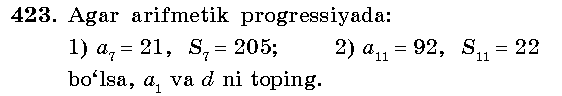 423. Agar arifmetik progressiyada:
1) a₇ = 21, S₇ = 205; 2) a₁₁ = 92, S₁₁ = 22
bo‘lsa, a₁ va d ni toping.